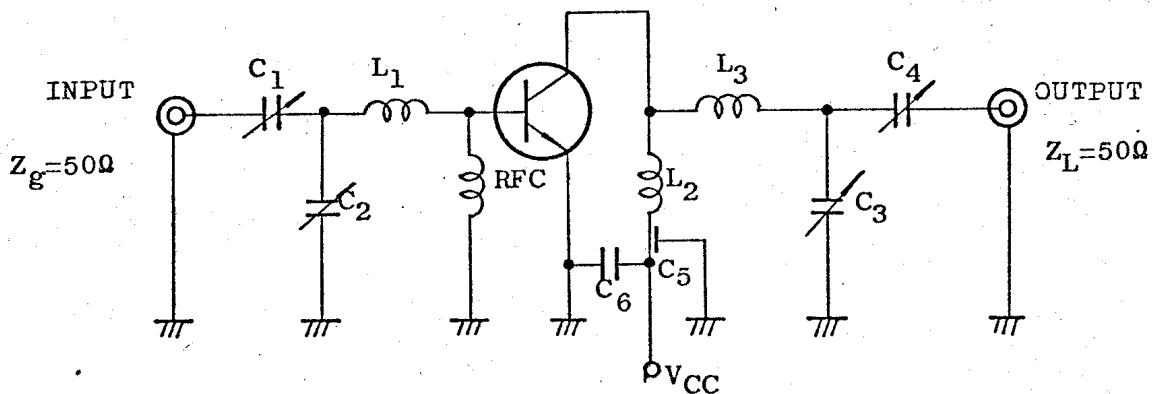 INPUT
Zg=50Ω
C1
C2
L1
RFC
L2
C6
C5
VCC
L3
C3
C4
OUTPUT
ZL=50Ω